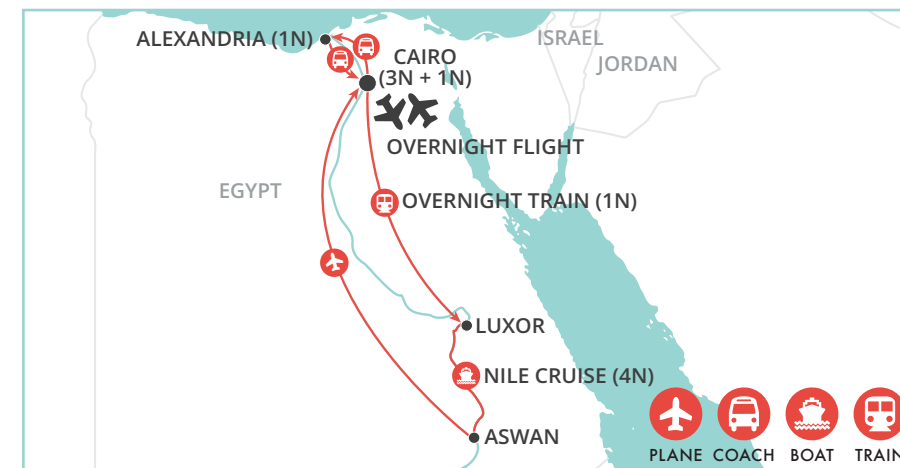 ALEXANDRIA (1N)
ISRAEL
JORDAN
CAIRO
(3N + 1N)
OVERNIGHT FLIGHT
EGYPT
OVERNIGHT TRAIN (1N)
LUXOR
NILE CRUISE (4N)
ASWAN
PLANE COACH BOAT TRAIN